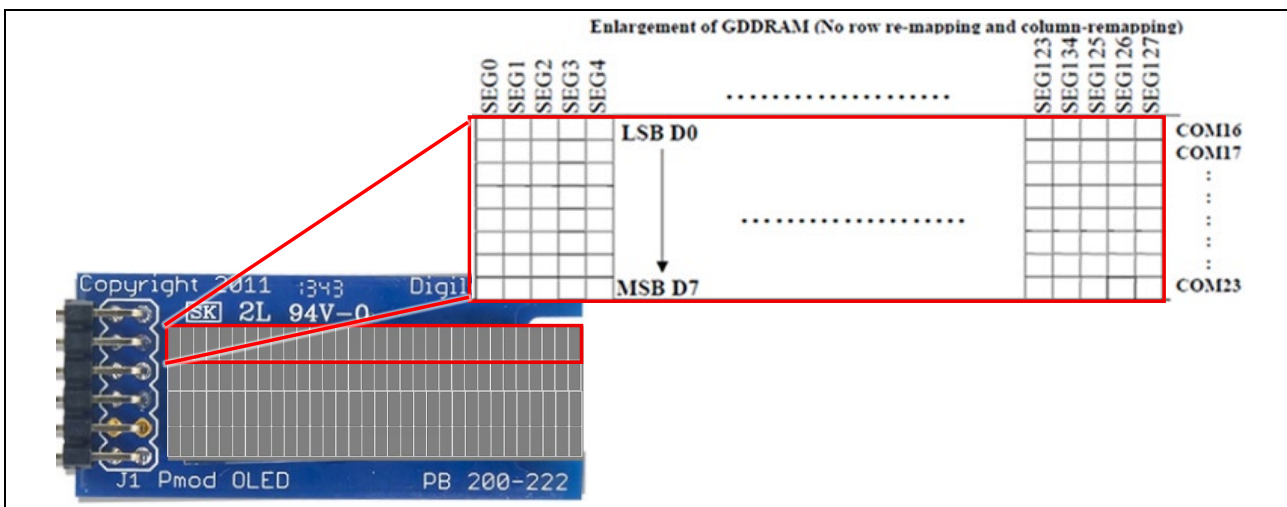 Enlargement of GDDRAM (No row re-mapping and column-remapping)
SEG0
SEG1
SEG2
SEG3
SEG4
....................
SEG123
SEG134
SEG125
SEG126
SEG127
LSB D0
COM16
COM17
:
:
:
:
:
....................
MSB D7
COM23
Copyright 2011 1343 Digil
SK 2L 94V-0
J1 Pmod OLED PB 200-222